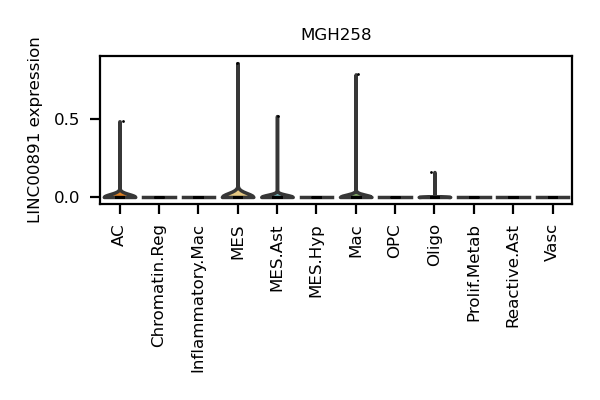 MGH258
LINC00891 expression
0.5
0.0
AC
Chromatin.Reg
Inflammatory.Mac
MES
MES.Ast
MES.Hyp
Mac
OPC
Oligo
Prolif.Metab
Reactive.Ast
Vasc